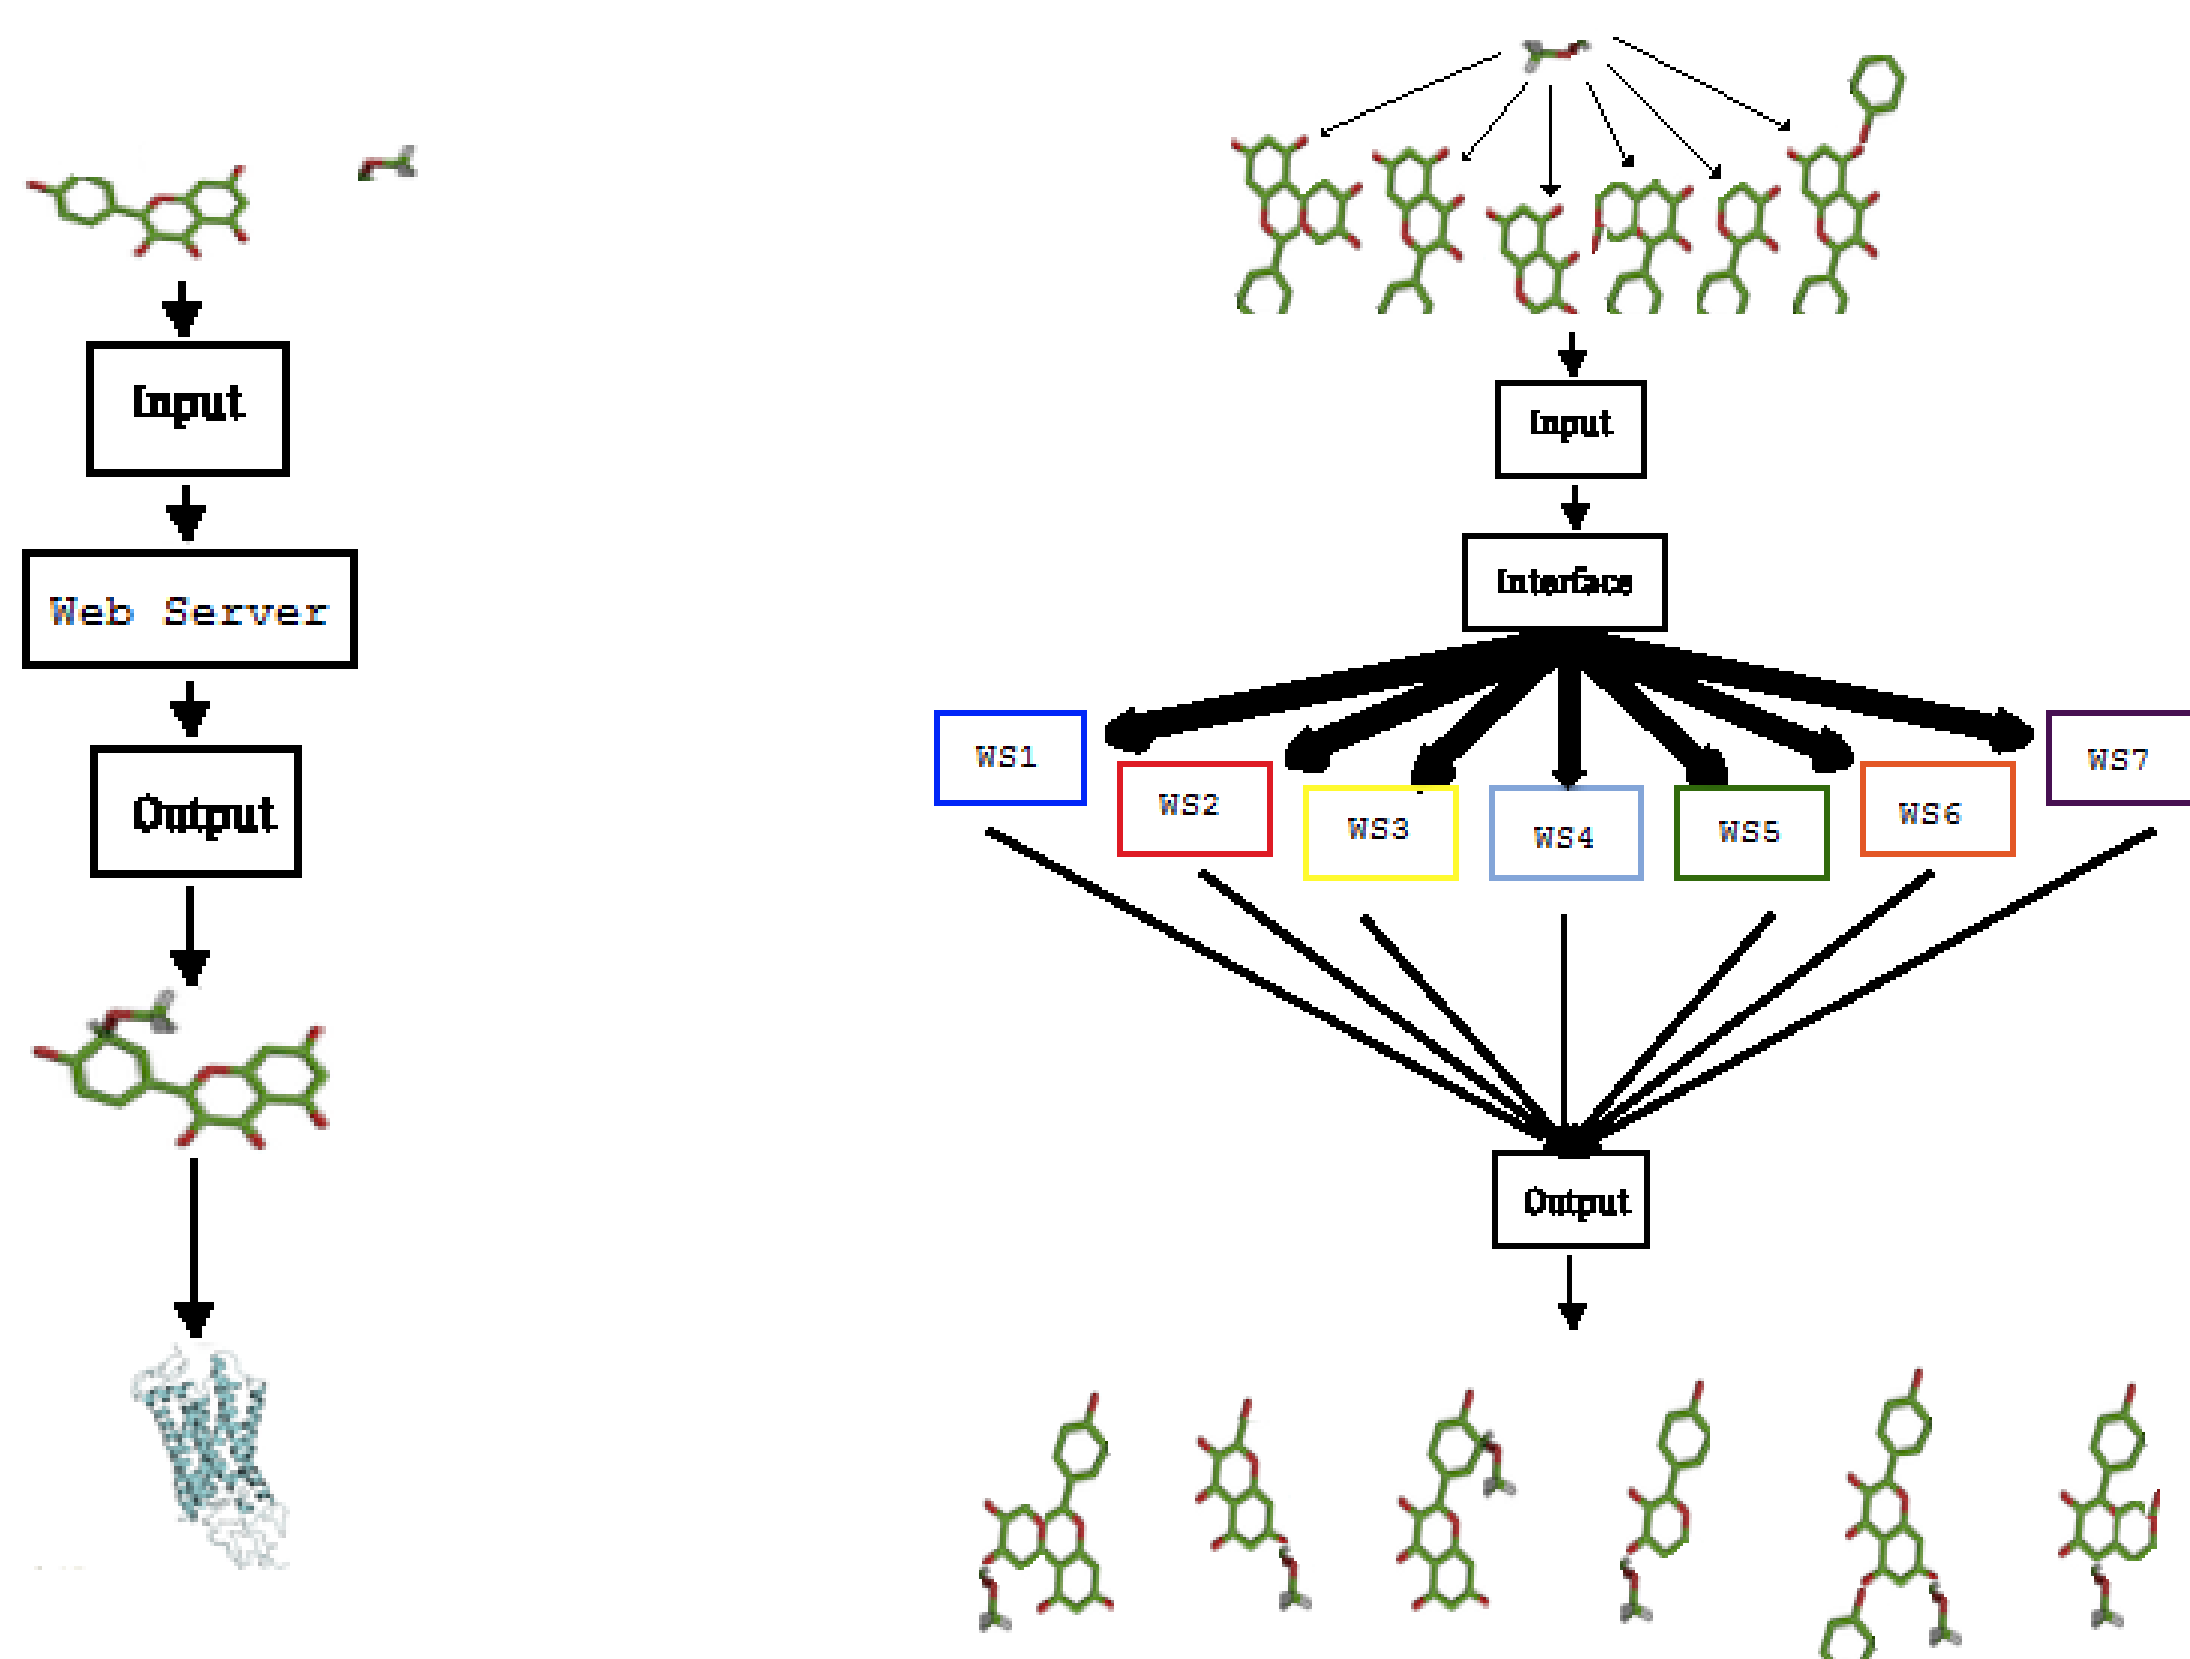 Input
Web Server
Output
Input
Interface
WS1
WS2
WS3
WS4
WS5
WS6
WS7
Output